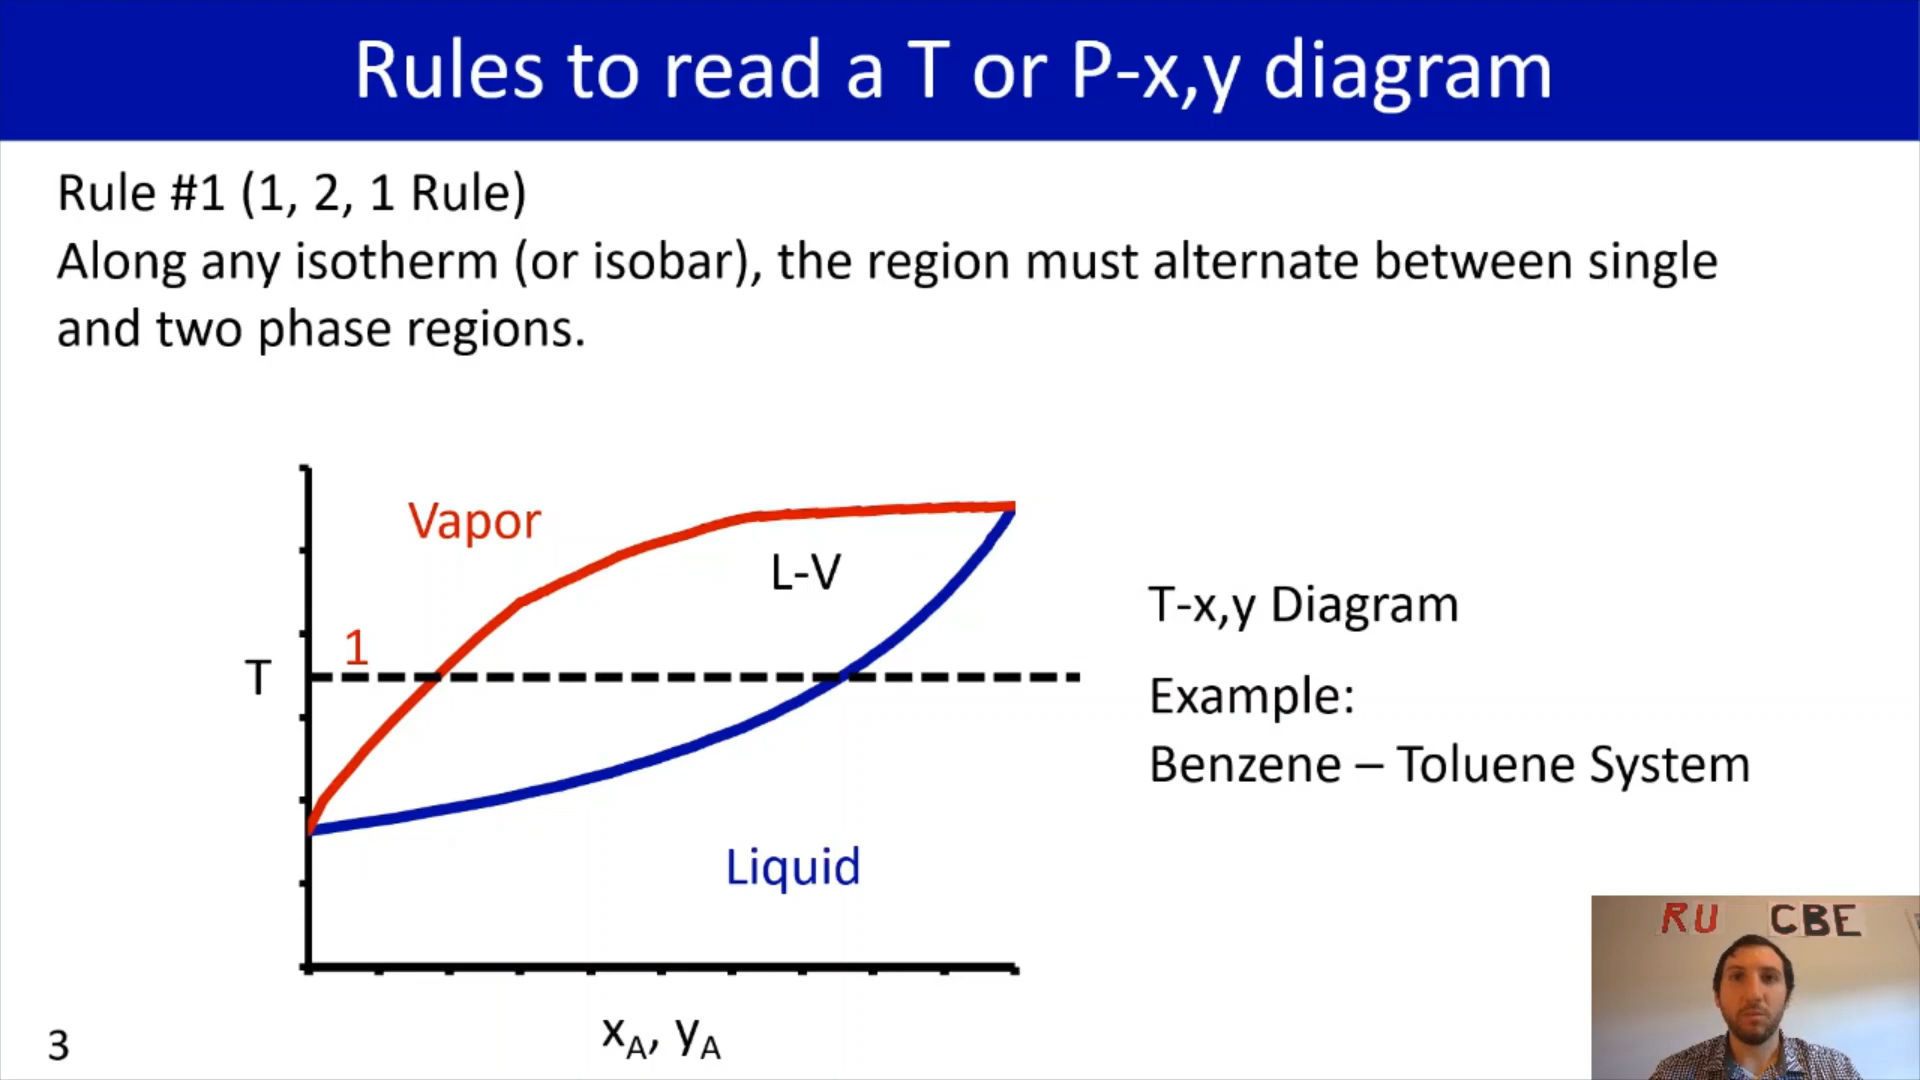 Rules to read a T or P-x,y diagram
Rule #1 (1, 2, 1 Rule)
Along any isotherm (or isobar), the region must alternate between single
and two phase regions.
Vapor
L-V
1
T
Liquid
x_A, y_A
T-x,y Diagram
Example:
Benzene – Toluene System
RU CBE
3